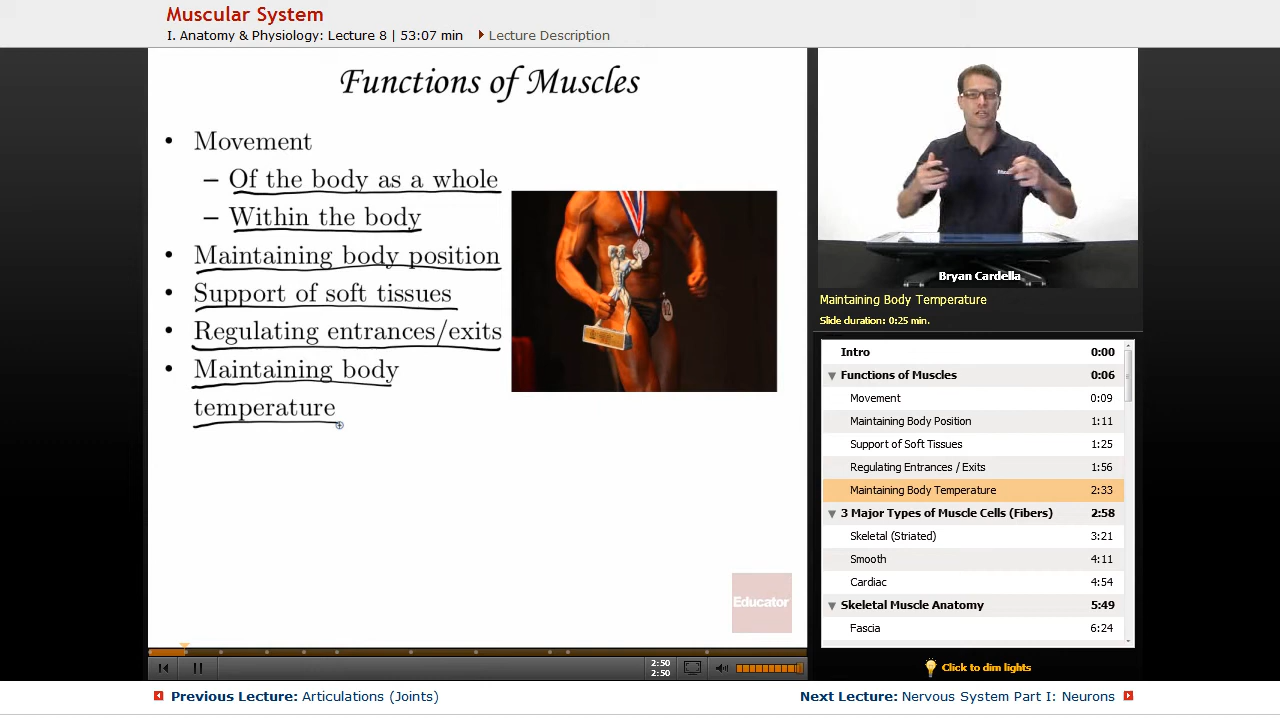 Muscular System
I. Anatomy & Physiology: Lecture 8 | 53:07 min
Lecture Description
Functions of Muscles
• Movement
– Of the body as a whole
– Within the body
• Maintaining body position
• Support of soft tissues
• Regulating entrances/exits
• Maintaining body
temperature
Educator
2:50
2:50
Bryan Cardella
Maintaining Body Temperature
Slide duration: 0:25 min.
Intro 0:00
Functions of Muscles 0:06
Movement 0:09
Maintaining Body Position 1:11
Support of Soft Tissues 1:25
Regulating Entrances / Exits 1:56
Maintaining Body Temperature 2:33
3 Major Types of Muscle Cells (Fibers) 2:58
Skeletal (Striated) 3:21
Smooth 4:11
Cardiac 4:54
Skeletal Muscle Anatomy 5:49
Fascia 6:24
Click to dim lights
Previous Lecture: Articulations (Joints)
Next Lecture: Nervous System Part I: Neurons